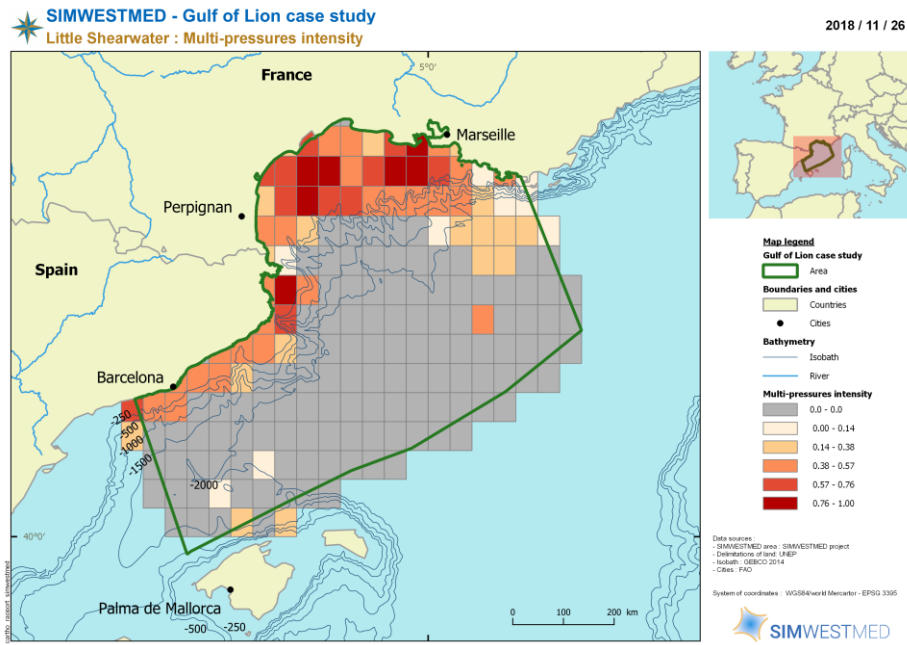 SIMWESTMED - Gulf of Lion case study
Little Shearwater : Multi-pressures intensity
2018 / 11 / 26
5°0'
France
Marseille
Perpignan
Spain
Barcelona
-250
-500
-1000
-1500
-2000
40°0'
Palma de Mallorca
-500
-250
0 100 200 km
Map legend
Gulf of Lion case study
Area
Boundaries and cities
Countries
Cities
Bathymetry
Isobath
River
Multi-pressures intensity
0.0 - 0.0
0.00 - 0.14
0.14 - 0.38
0.38 - 0.57
0.57 - 0.76
0.76 - 1.00
Data sources :
- SIMWESTMED area : SIMWESTMED project
- Delimitations of land: UNEP
- Isobath : GEBCO 2014
- Cities : FAO
System of coordinates : WGS84/world Mercartor - EPSG 3395
SIMWESTMED